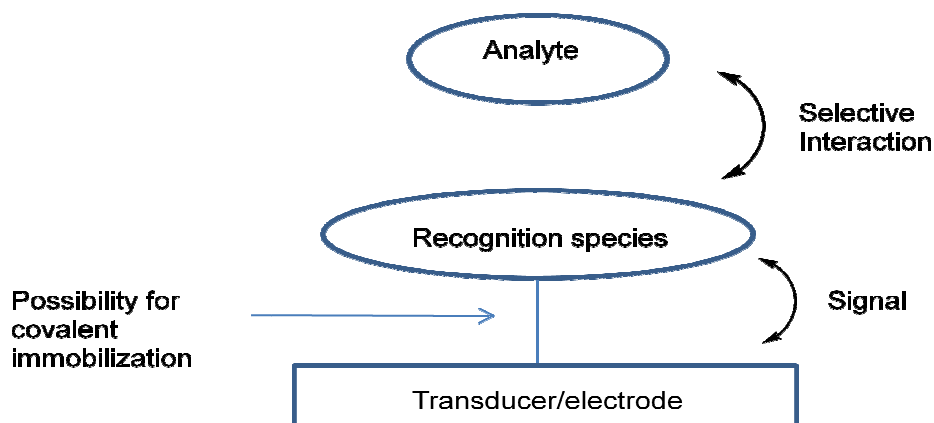 Analyte
Selective
Interaction
Recognition species
Possibility for
covalent
immobilization
Signal
Transducer/electrode